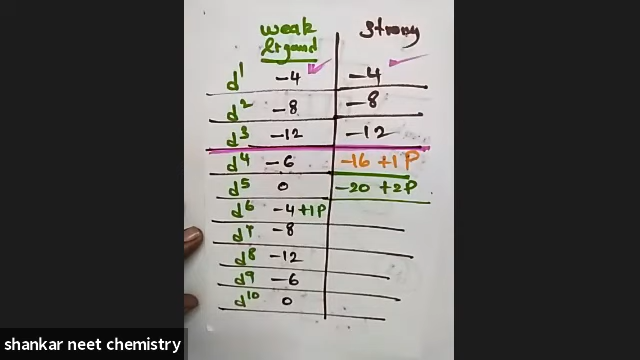 weak ligand strong
d1 -4 -4
d2 -8 -8
d3 -12 -12
d4 -6 -16 +1P
d5 0 -20 +2P
d6 -4+1P
d7 -8
d8 -12
d9 -6
d10 0
shankar neet chemistry